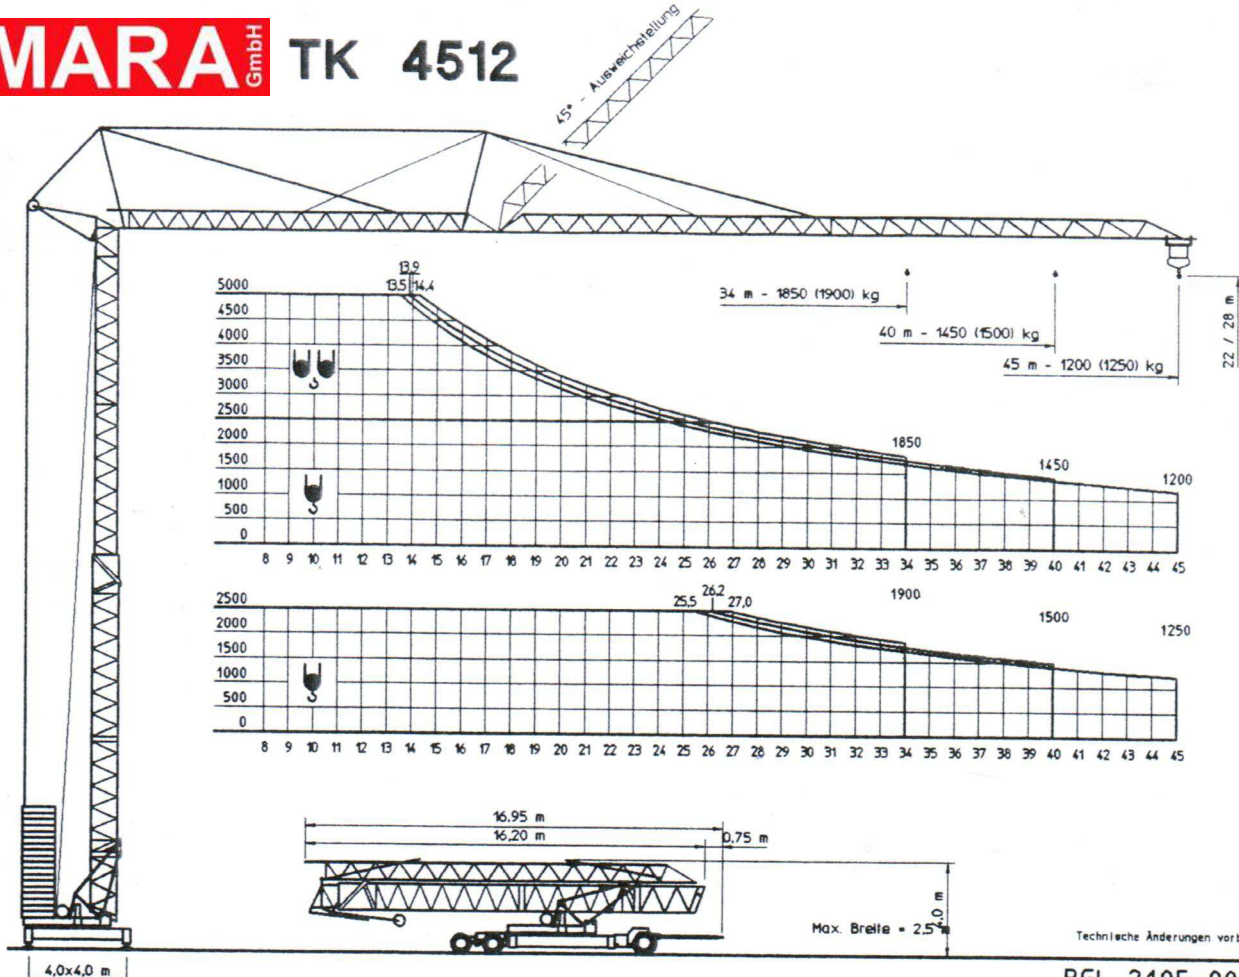 MARA GmbH TK 4512
45° - Ausweichstellung
22 / 28 m
34 m - 1850 (1900) kg
40 m - 1450 (1500) kg
45 m - 1200 (1250) kg
13,9
13,5 14,4
5000
4500
4000
3500
3000
2500
2000
1500
1000
500
0
1850
1450
1200
8 9 10 11 12 13 14 15 16 17 18 19 20 21 22 23 24 25 26 27 28 29 30 31 32 33 34 35 36 37 38 39 40 41 42 43 44 45
26,2
25,5 27,0
1900
1500
1250
2500
2000
1500
1000
500
0
8 9 10 11 12 13 14 15 16 17 18 19 20 21 22 23 24 25 26 27 28 29 30 31 32 33 34 35 36 37 38 39 40 41 42 43 44 45
16,95 m
16,20 m
0,75 m
4,0 m
Max. Breite = 2,5 m
Technische Änderungen vorb
4,0x4,0 m